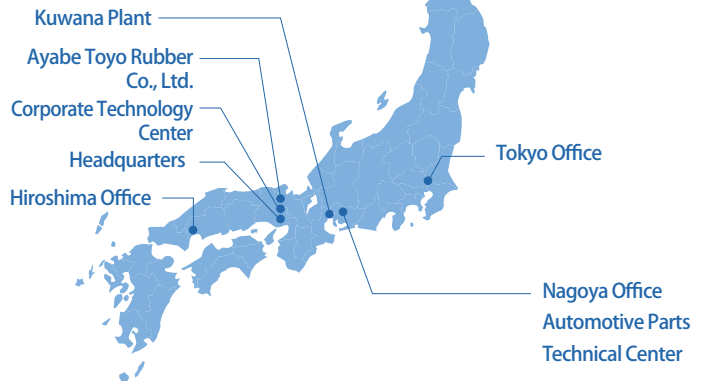 Kuwana Plant
Ayabe Toyo Rubber
Co., Ltd.
Corporate Technology
Center
Headquarters
Hiroshima Office
Tokyo Office
Nagoya Office
Automotive Parts
Technical Center